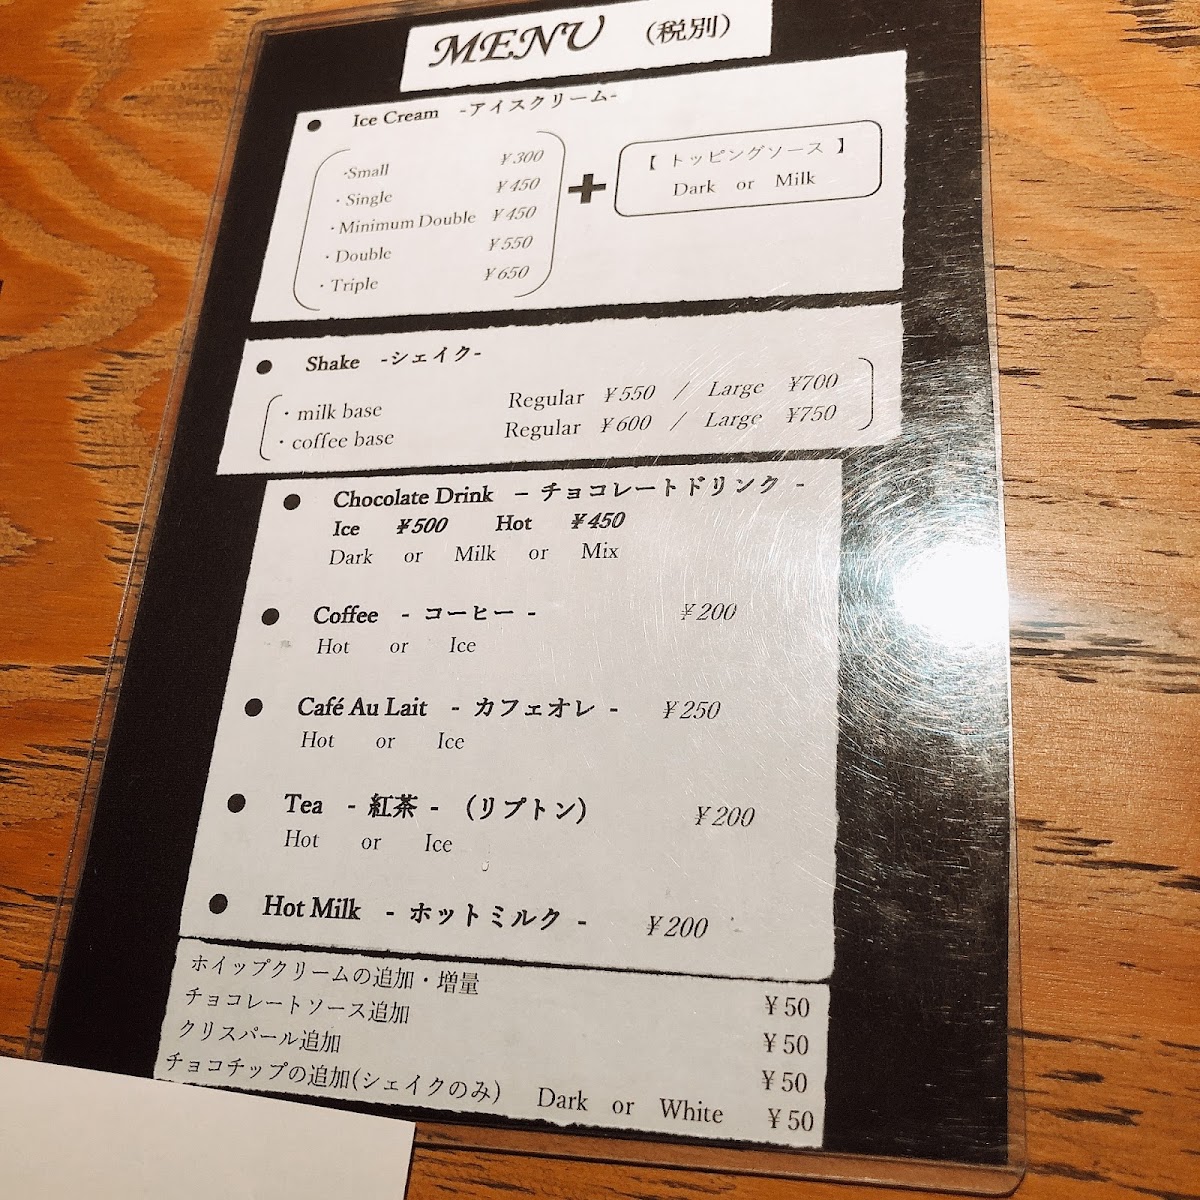 MENU （税別）
● Ice Cream -アイスクリーム-
・Small ￥300
・Single ￥450
・Minimum Double ￥450
・Double ￥550
・Triple ￥650
+
【 トッピングソース 】
Dark or Milk
● Shake -シェイク-
・milk base Regular ￥550 / Large ￥700
・coffee base Regular ￥600 / Large ￥750
● Chocolate Drink – チョコレートドリンク -
Ice ￥500 Hot ￥450
Dark or Milk or Mix
● Coffee - コーヒー - ￥200
Hot or Ice
● Café Au Lait - カフェオレ - ￥250
Hot or Ice
● Tea - 紅茶 - （リプトン） ￥200
Hot or Ice
● Hot Milk - ホットミルク - ￥200
ホイップクリームの追加・増量 ￥50
チョコレートソース追加 ￥50
クリスパール追加 ￥50
チョコチップの追加(シェイクのみ) Dark or White ￥50